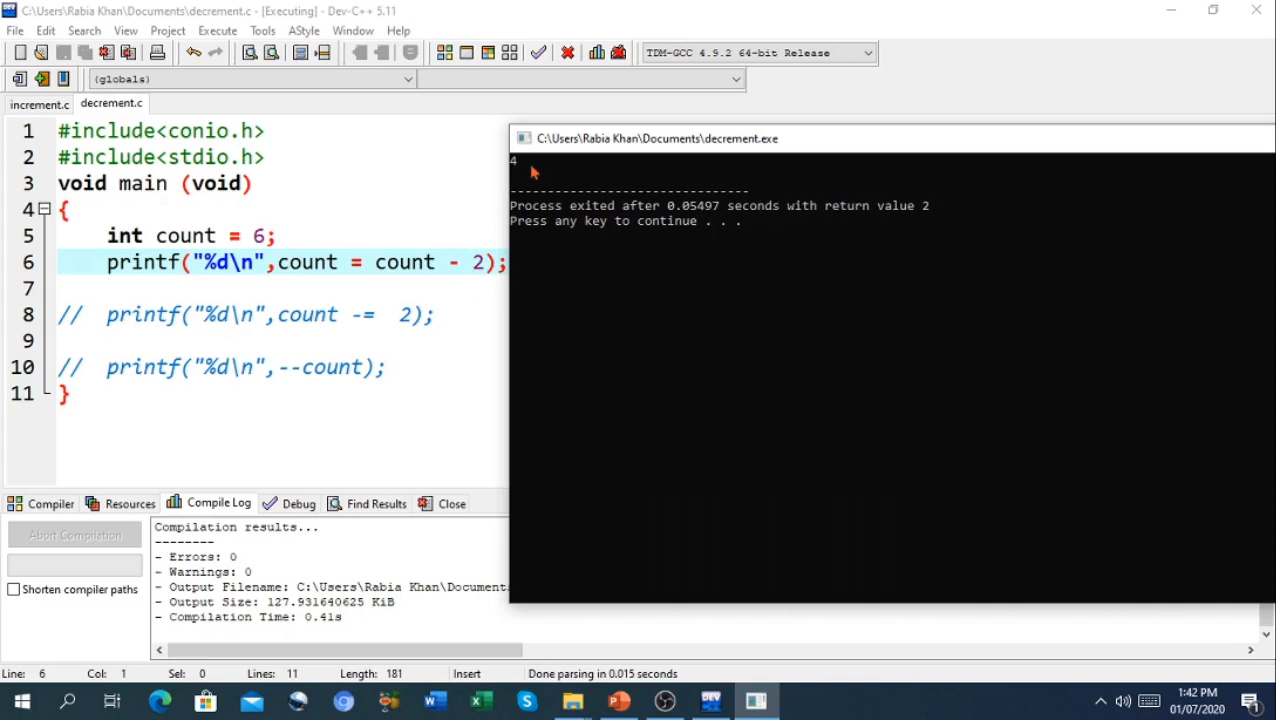 C:\Users\Rabia Khan\Documents\decrement.c - [Executing] - Dev-C++ 5.11
File Edit Search View Project Execute Tools AStyle Window Help
TDM-GCC 4.9.2 64-bit Release
(globals)
increment.c decrement.c
1 #include<conio.h>
2 #include<stdio.h>
3 void main (void)
4 {
5 int count = 6;
6 printf("%d\n",count = count - 2);
7
8 // printf("%d\n",count -= 2);
9
10 // printf("%d\n",--count);
11 }
C:\Users\Rabia Khan\Documents\decrement.exe
4
--------------------------------
Process exited after 0.05497 seconds with return value 2
Press any key to continue . . .
Compiler Resources Compile Log Debug Find Results Close
Abort Compilation
Shorten compiler paths
Compilation results...
--------
- Errors: 0
- Warnings: 0
- Output Filename: C:\Users\Rabia Khan\Document
- Output Size: 127.931640625 KiB
- Compilation Time: 0.41s
Line: 6 Col: 1 Sel: 0 Lines: 11 Length: 181 Insert Done parsing in 0.015 seconds
1:42 PM
01/07/2020